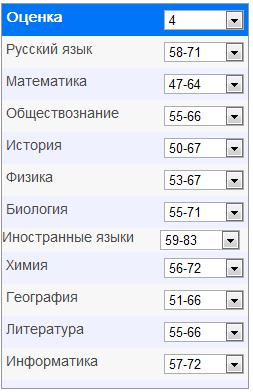 Оценка 4
Русский язык 58-71
Математика 47-64
Обществознание 55-66
История 50-67
Физика 53-67
Биология 55-71
Иностранные языки 59-83
Химия 56-72
География 51-66
Литература 55-66
Информатика 57-72